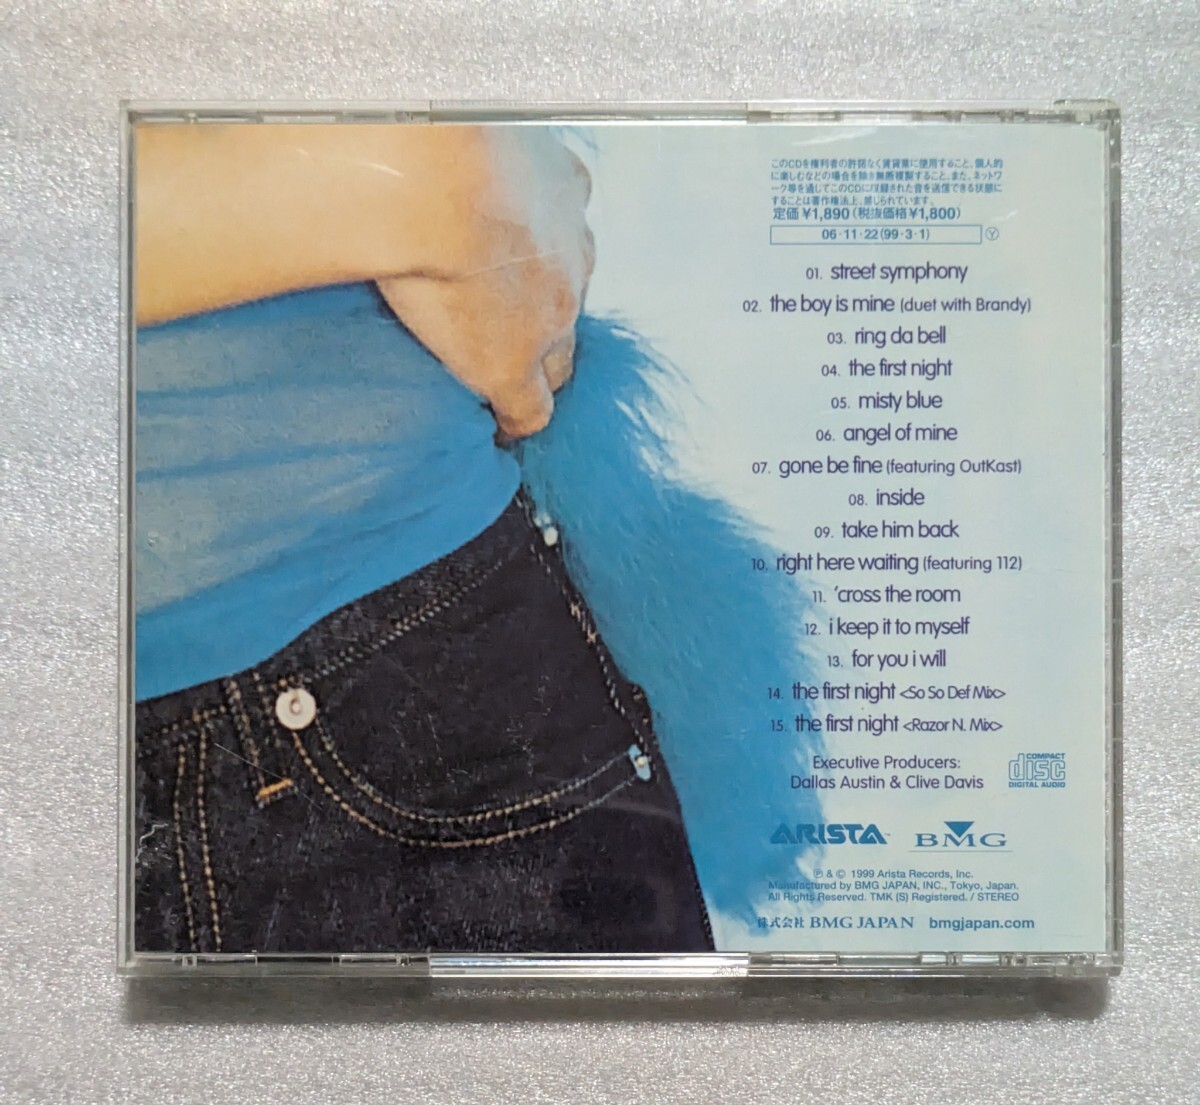 このCDを権利者の許諾なく賃貸業に使用すること、個人的
に楽しむなどの場合を除き無断複製すること、また、ネットワ
ーク等を通じてこのCDに収録された音を送信できる状態に
することは著作権法上、禁じられています。
定価¥1,890(税抜価格¥1,800)
06·11·22(99·3·1) Y
01. street symphony
02. the boy is mine (duet with Brandy)
03. ring da bell
04. the first night
05. misty blue
06. angel of mine
07. gone be fine (featuring OutKast)
08. inside
09. take him back
10. right here waiting (featuring 112)
11. 'cross the room
12. i keep it to myself
13. for you i will
14. the first night <So So Def Mix>
15. the first night <Razor N. Mix>
Executive Producers:
Dallas Austin & Clive Davis
COMPACT
disc
DIGITAL AUDIO
ARISTA™
BMG
℗ & © 1999 Arista Records, Inc.
Manufactured by BMG JAPAN, INC., Tokyo, Japan.
All Rights Reserved. TMK (S) Registered. / STEREO
株式会社 BMG JAPAN bmgjapan.com